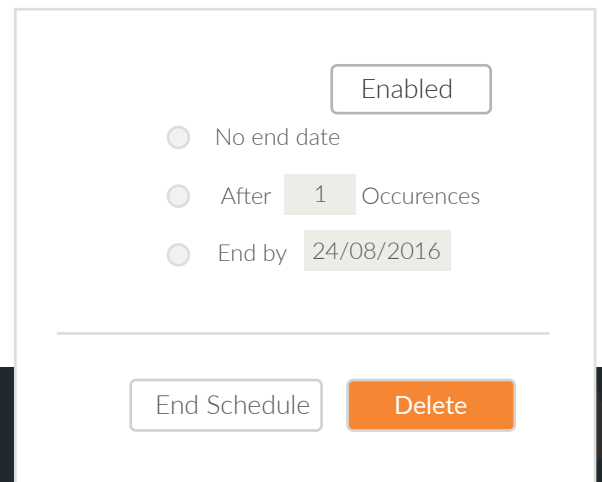 Enabled
No end date
After 1 Occurences
End by 24/08/2016
End Schedule Delete